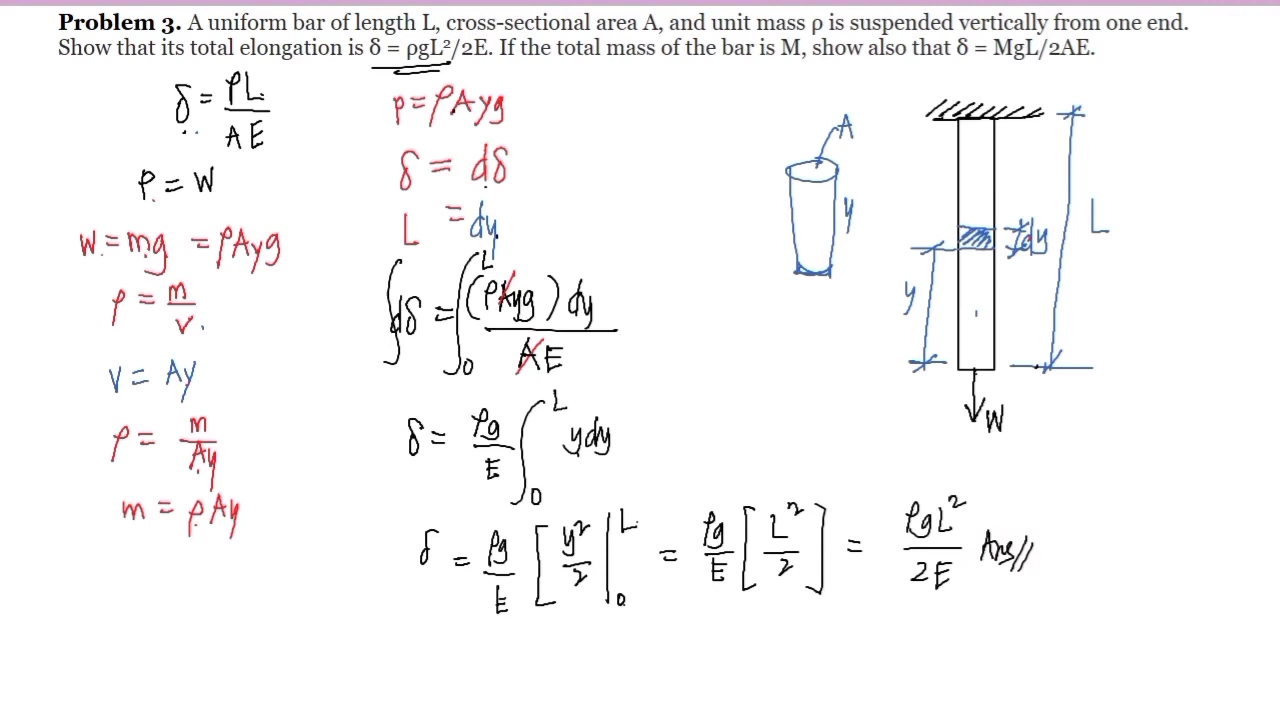 Problem 3. A uniform bar of length L, cross-sectional area A, and unit mass ρ is suspended vertically from one end.
Show that its total elongation is δ = ρgL²/2E. If the total mass of the bar is M, show also that δ = MgL/2AE.
δ = PL / AE
P = W
W = mg = ρAyg
ρ = m / v
v = Ay
ρ = m / Ay
m = ρAy
P = ρAyg
δ = dδ
L = dy
∫dδ = ∫₀ᴸ (ρAyg) dy / AE
δ = ρg / E ∫₀ᴸ y dy
δ = ρg / E [y² / 2 |₀ᴸ = ρg / E [L² / 2] = ρgL² / 2E Ans//
A
y
dy
y
L
W